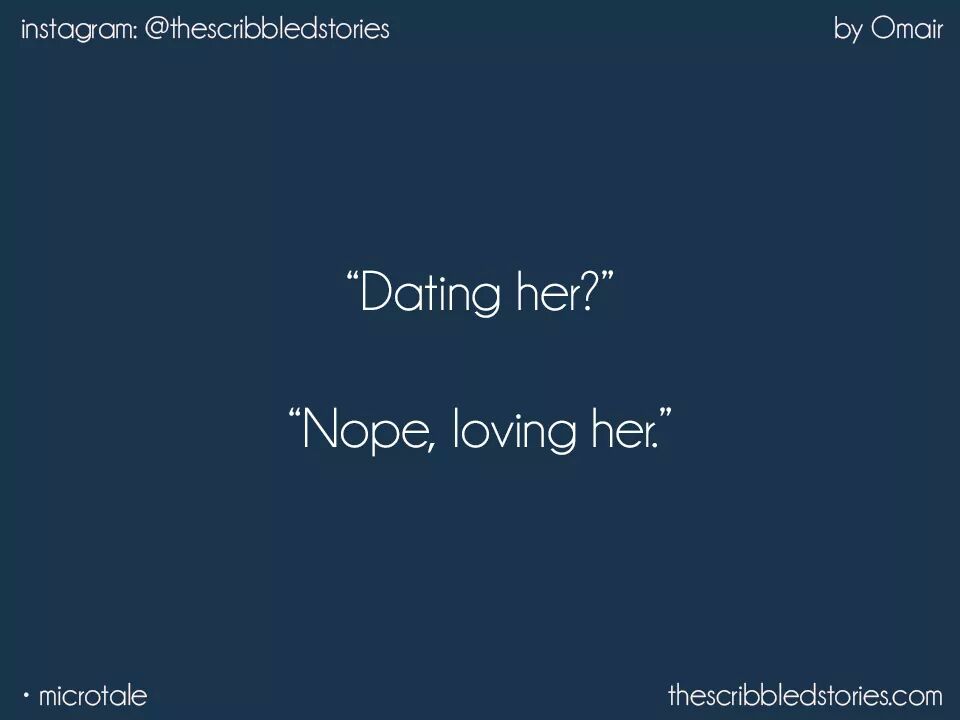 instagram: @thescribbledstories
by Omair
“Dating her?”
“Nope, loving her.”
• microtale
thescribbledstories.com